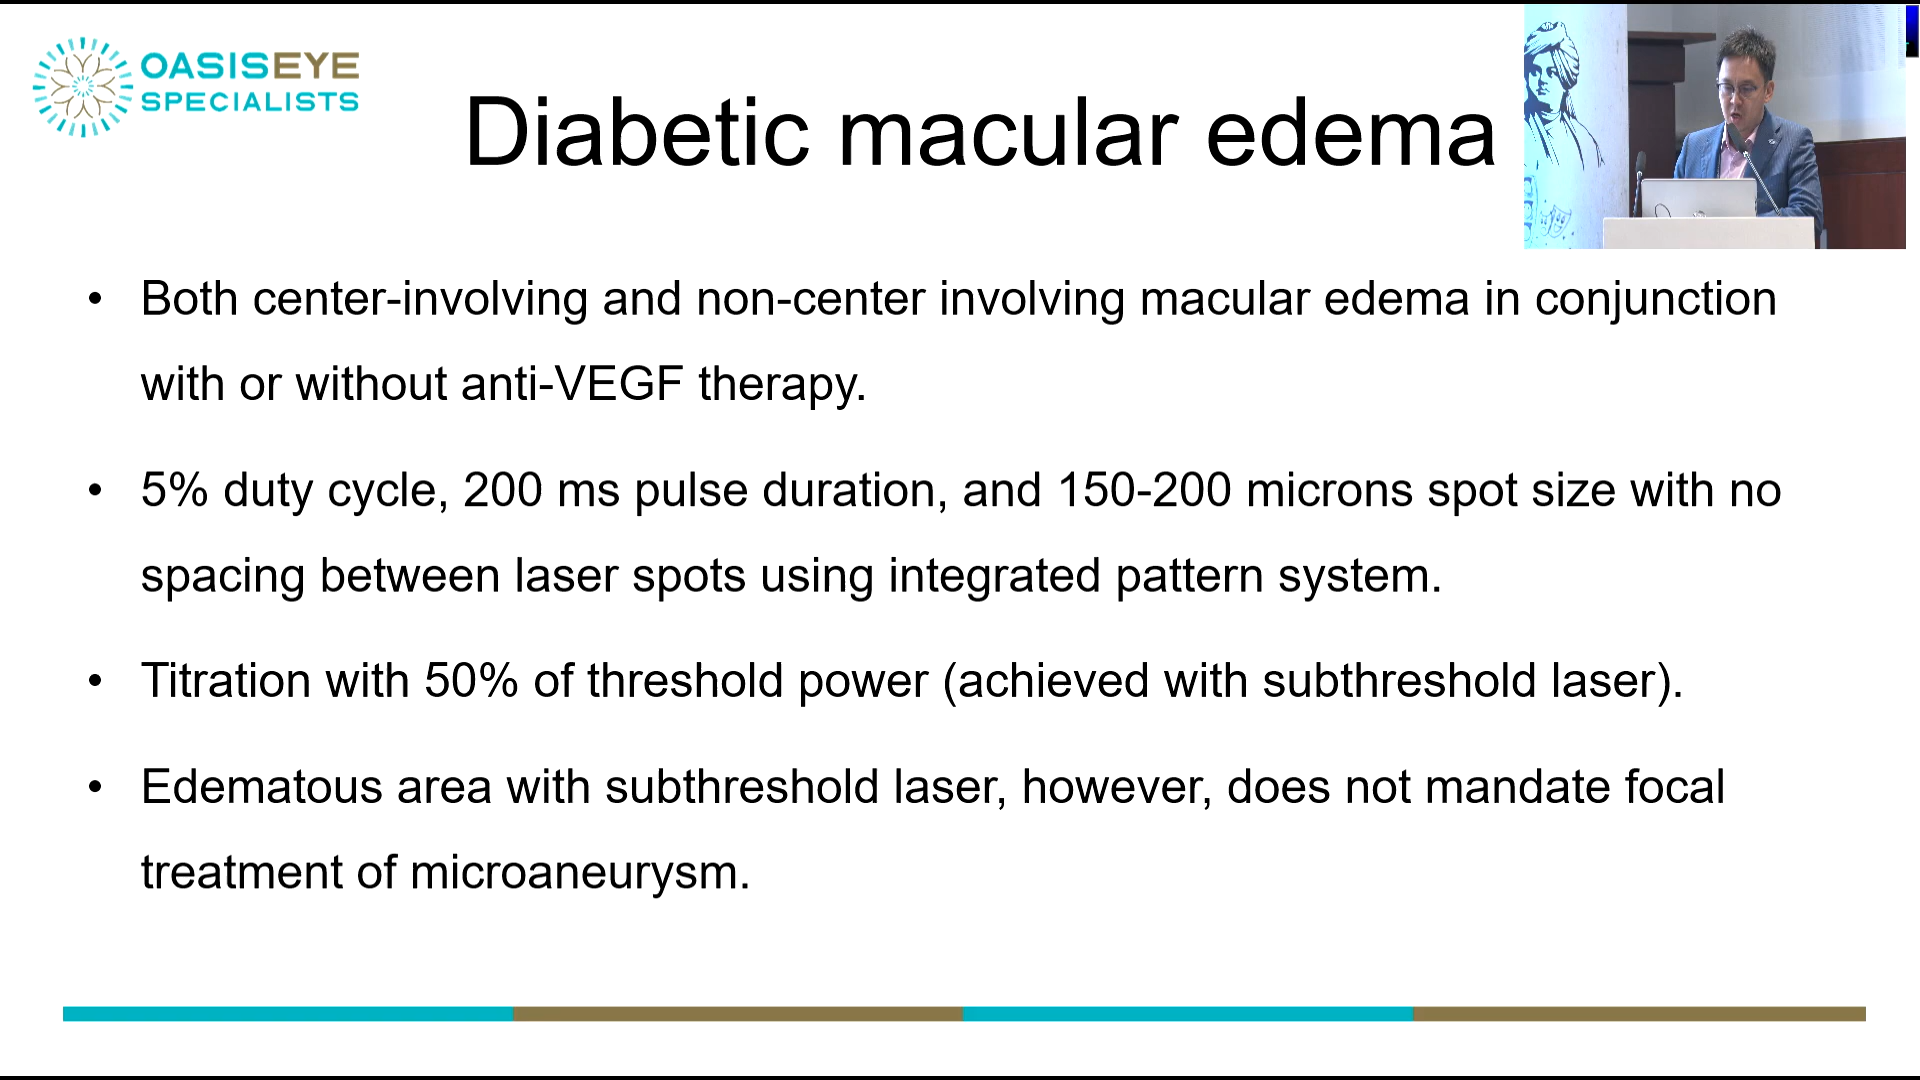 OASISEYE
SPECIALISTS
Diabetic macular edema
• Both center-involving and non-center involving macular edema in conjunction
with or without anti-VEGF therapy.
• 5% duty cycle, 200 ms pulse duration, and 150-200 microns spot size with no
spacing between laser spots using integrated pattern system.
• Titration with 50% of threshold power (achieved with subthreshold laser).
• Edematous area with subthreshold laser, however, does not mandate focal
treatment of microaneurysm.